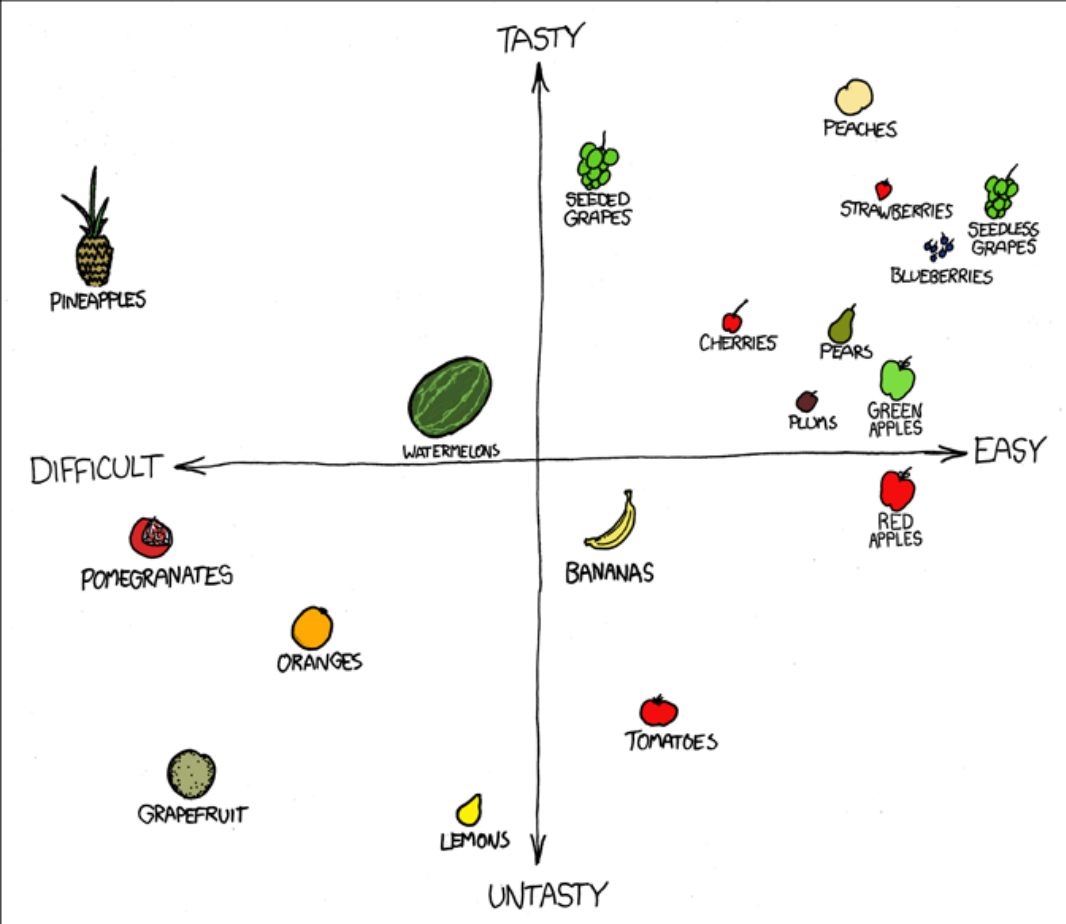 TASTY
PEACHES
SEEDED
GRAPES
STRAWBERRIES
SEEDLESS
GRAPES
BLUEBERRIES
PINEAPPLES
CHERRIES
PEARS
GREEN
APPLES
PLUMS
WATERMELONS
DIFFICULT
EASY
RED
APPLES
BANANAS
POMEGRANATES
ORANGES
TOMATOES
GRAPEFRUIT
LEMONS
UNTASTY